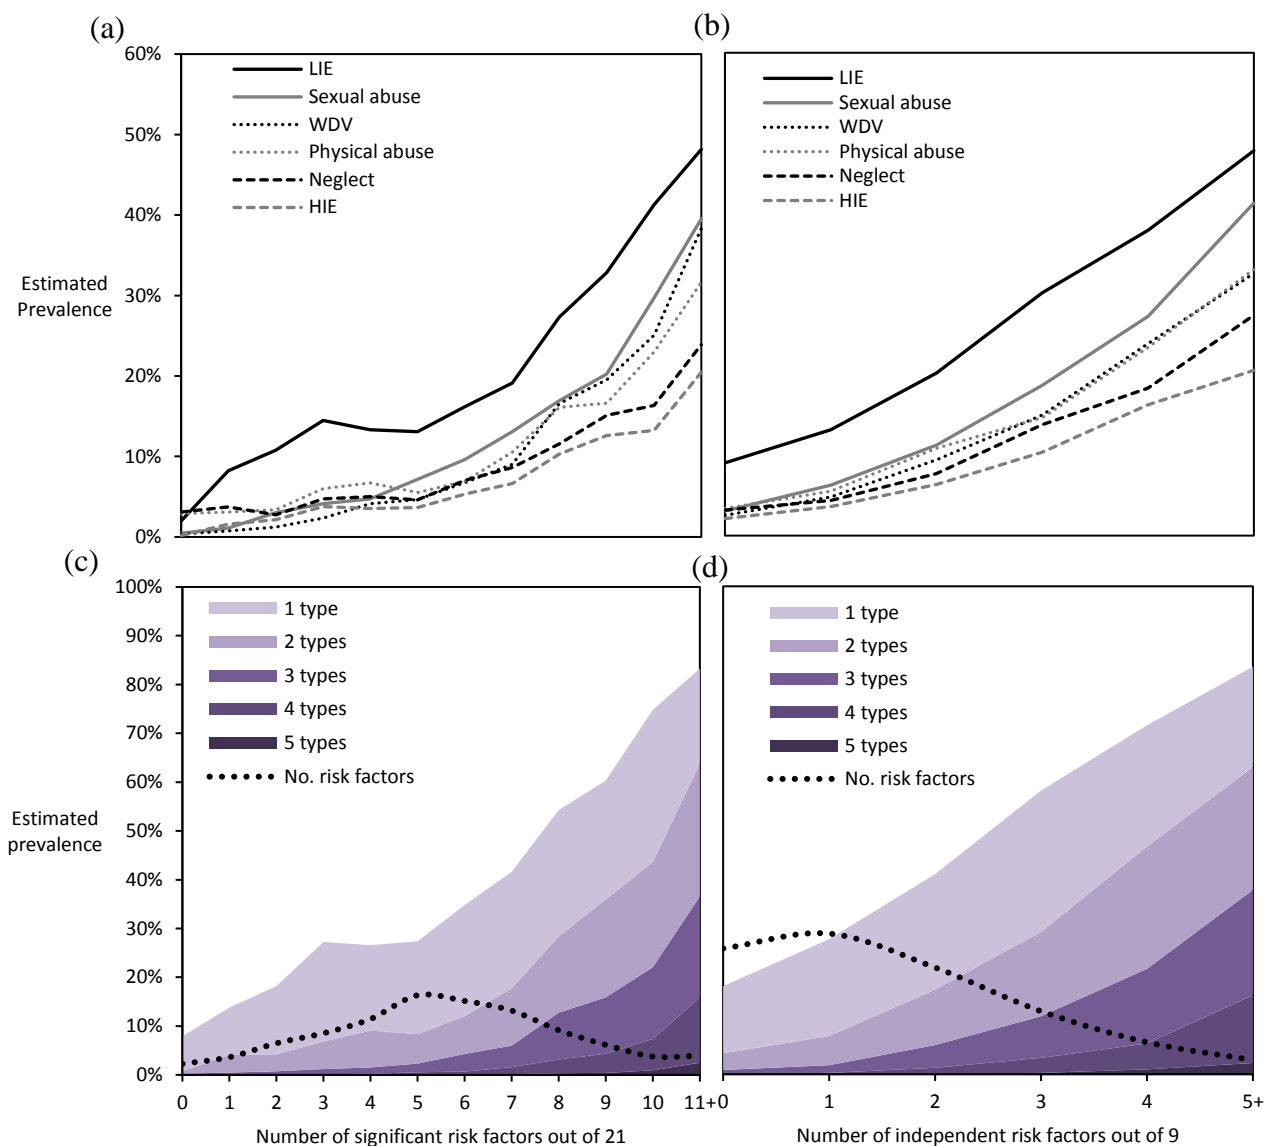 (a)
(b)
60%
50%
40%
30%
20%
10%
0%
Estimated
Prevalence
LIE
Sexual abuse
WDV
Physical abuse
Neglect
HIE
LIE
Sexual abuse
WDV
Physical abuse
Neglect
HIE
(c)
(d)
100%
90%
80%
70%
60%
50%
40%
30%
20%
10%
0%
Estimated
prevalence
1 type
2 types
3 types
4 types
5 types
No. risk factors
1 type
2 types
3 types
4 types
5 types
No. risk factors
0 1 2 3 4 5 6 7 8 9 10 11+
0 1 2 3 4 5+
Number of significant risk factors out of 21
Number of independent risk factors out of 9